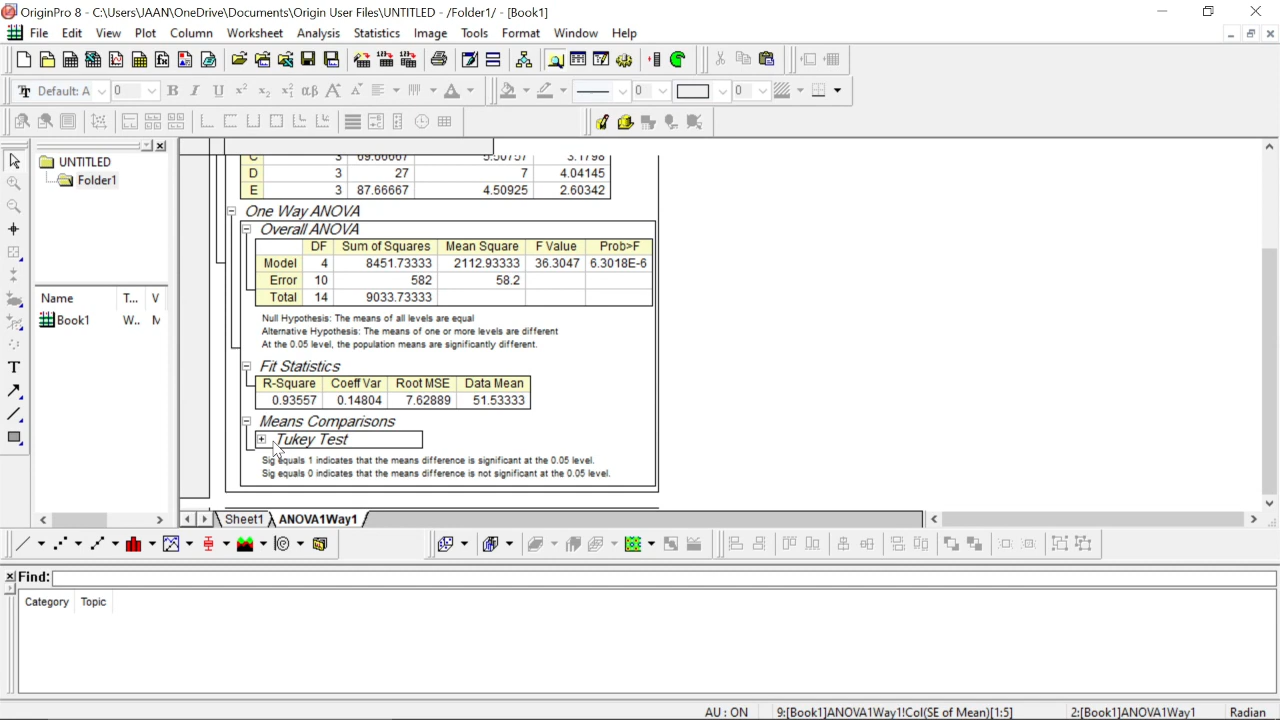 OriginPro 8 - C:\Users\JAAN\OneDrive\Documents\Origin User Files\UNTITLED - /Folder1/ - [Book1]
File Edit View Plot Column Worksheet Analysis Statistics Image Tools Format Window Help
Default: A 0 B I U αβ A A A 0 0
UNTITLED
Folder1
Name T... V
Book1 W.. N
C 3 69.66667 5.50757 3.1798
D 3 27 7 4.04145
E 3 87.66667 4.50925 2.60342
One Way ANOVA
Overall ANOVA
DF Sum of Squares Mean Square F Value Prob>F
Model 4 8451.73333 2112.93333 36.3047 6.3018E-6
Error 10 582 58.2
Total 14 9033.73333
Null Hypothesis: The means of all levels are equal
Alternative Hypothesis: The means of one or more levels are different
At the 0.05 level, the population means are significantly different.
Fit Statistics
R-Square Coeff Var Root MSE Data Mean
0.93557 0.14804 7.62889 51.53333
Means Comparisons
Tukey Test
Sig equals 1 indicates that the means difference is significant at the 0.05 level.
Sig equals 0 indicates that the means difference is not significant at the 0.05 level.
Sheet1 ANOVA1Way1
Find:
Category Topic
AU : ON 9:[Book1]ANOVA1Way1!Col(SE of Mean)[1:5] 2:[Book1]ANOVA1Way1 Radian